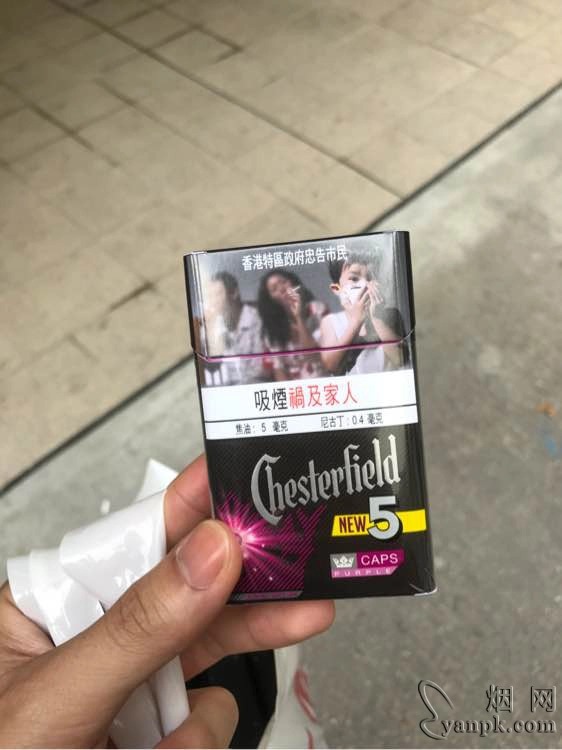 香港特區政府忠告市民
吸煙禍及家人
焦油: 5 毫克 尼古丁: 0.4 毫克
Chesterfield
NEW 5
CAPS
PURPLE
烟网
yanpk.com